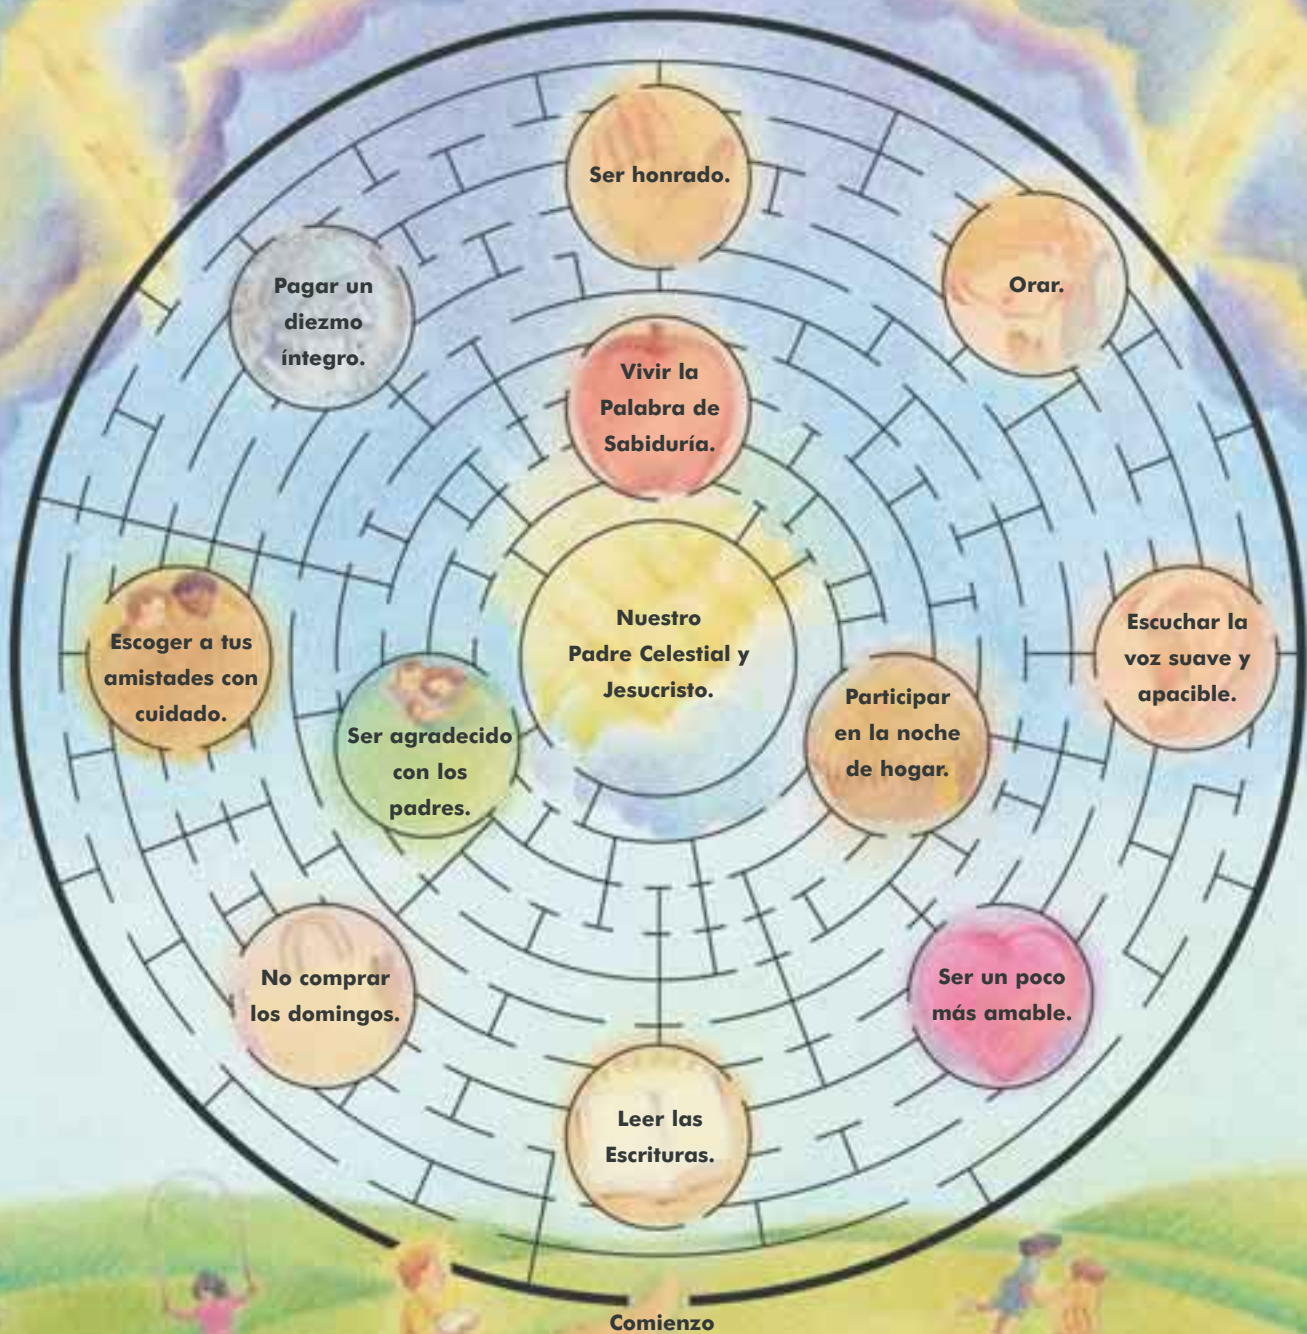 Ser honrado.
Orar.
Pagar un
diezmo
íntegro.
Vivir la
Palabra de
Sabiduría.
Escoger a tus
amistades con
cuidado.
Nuestro
Padre Celestial y
Jesucristo.
Escuchar la
voz suave y
apacible.
Ser agradecido
con los
padres.
Participar
en la noche
de hogar.
No comprar
los domingos.
Ser un poco
más amable.
Leer las
Escrituras.
Comienzo